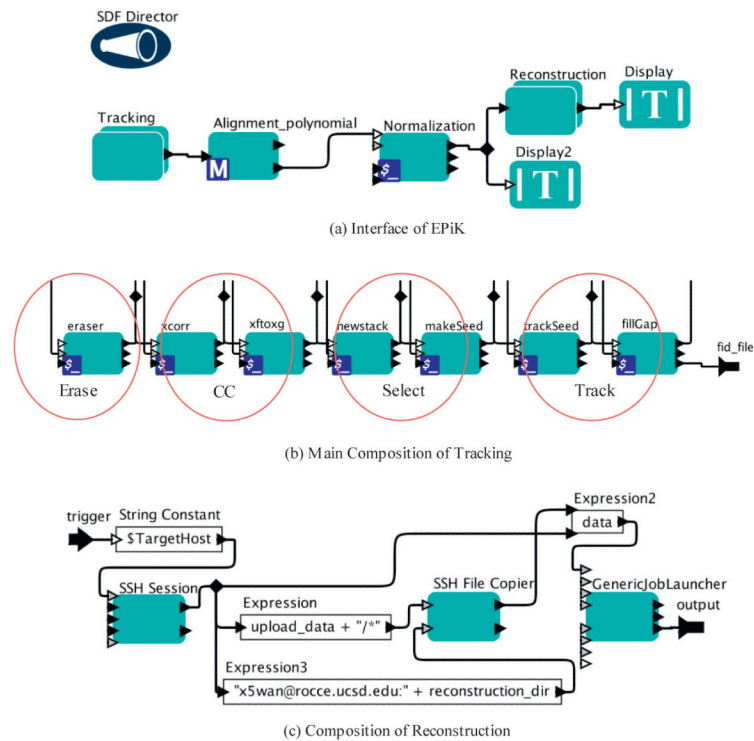 SDF Director
Tracking
Alignment_polynomial
M
Normalization
$_
Reconstruction
Display
T
Display2
T
(a) Interface of EPiK
eraser
xcorr
xftoxg
newstack
makeSeed
trackSeed
fillGap
$_
$_
$_
$_
$_
$_
$_
fid_file
Erase
CC
Select
Track
(b) Main Composition of Tracking
trigger
String Constant
$TargetHost
SSH Session
Expression
upload_data + "/*"
Expression3
"x5wan@rocce.ucsd.edu:" + reconstruction_dir
SSH File Copier
Expression2
data
GenericJobLauncher
output
(c) Composition of Reconstruction